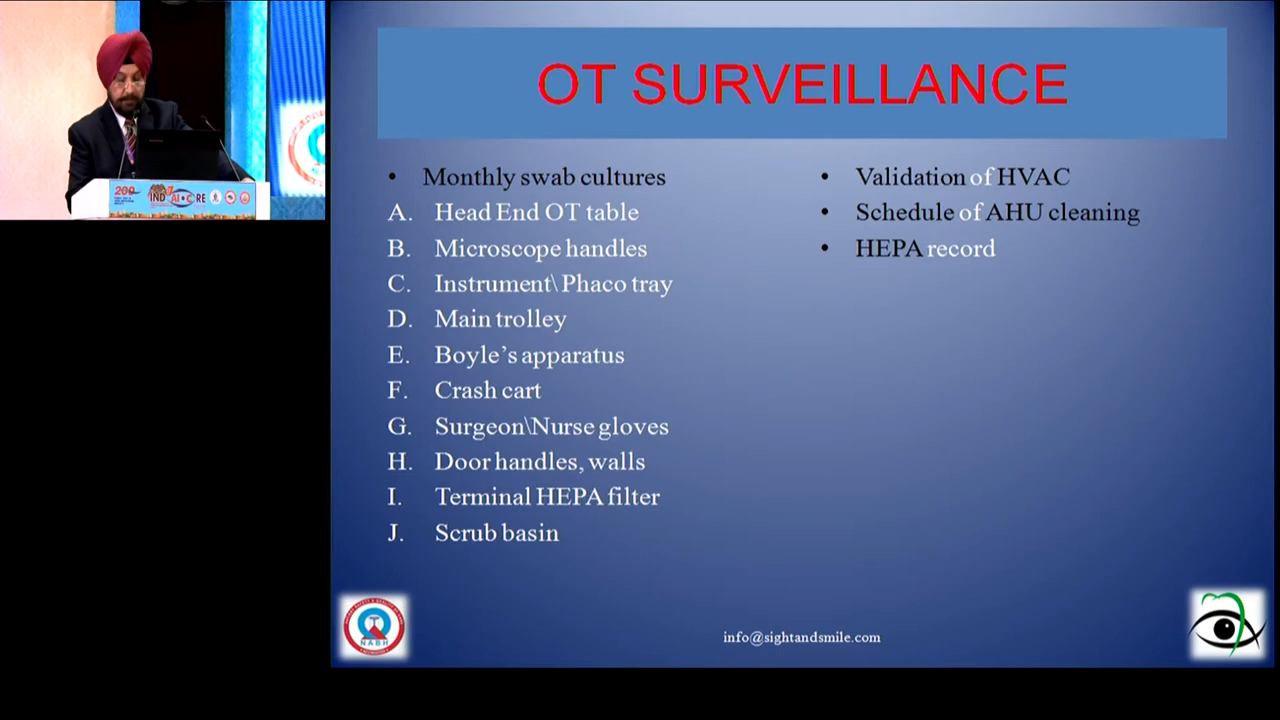 OT SURVEILLANCE
• Monthly swab cultures
A. Head End OT table
B. Microscope handles
C. Instrument\ Phaco tray
D. Main trolley
E. Boyle’s apparatus
F. Crash cart
G. Surgeon\Nurse gloves
H. Door handles, walls
I. Terminal HEPA filter
J. Scrub basin
• Validation of HVAC
• Schedule of AHU cleaning
• HEPA record
NABH
info@sightandsmile.com